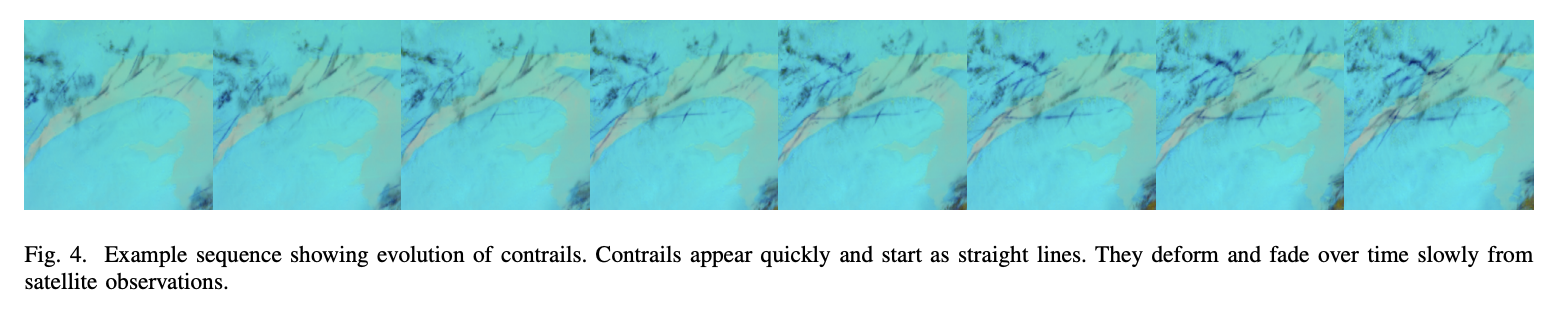 Fig. 4. Example sequence showing evolution of contrails. Contrails appear quickly and start as straight lines. They deform and fade over time slowly from
satellite observations.